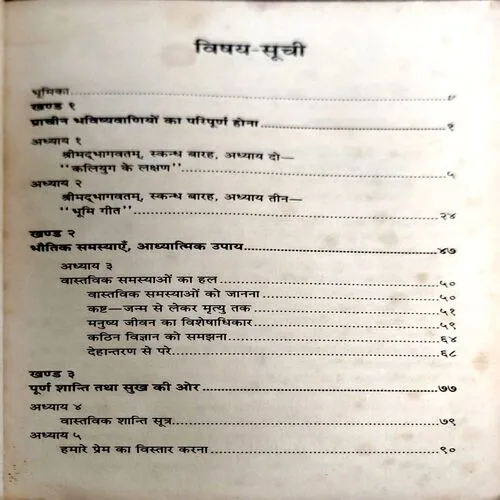 विषय-सूची
भूमिका
खण्ड १
प्राचीन भविष्यवाणियों का परिपूर्ण होना १
अध्याय १
श्रीमद्भागवतम्, स्कन्ध बारह, अध्याय दो—
"कलियुग के लक्षण" ५
अध्याय २
श्रीमद्भागवतम्, स्कन्ध बारह, अध्याय तीन—
"भूमि गीत" २४
खण्ड २
भौतिक समस्याएँ, आध्यात्मिक उपाय ४७
अध्याय ३
वास्तविक समस्याओं का हल ५०
वास्तविक समस्याओं को जानना ५०
कष्ट—जन्म से लेकर मृत्यु तक ५१
मनुष्य जीवन का विशेषाधिकार ५९
कठिन विज्ञान को समझना ६४
देहान्तरण से परे ६८
खण्ड ३
पूर्ण शान्ति तथा सुख की ओर ७७
अध्याय ४
वास्तविक शान्ति सूत्र ७९
अध्याय ५
हमारे प्रेम का विस्तार करना ९०